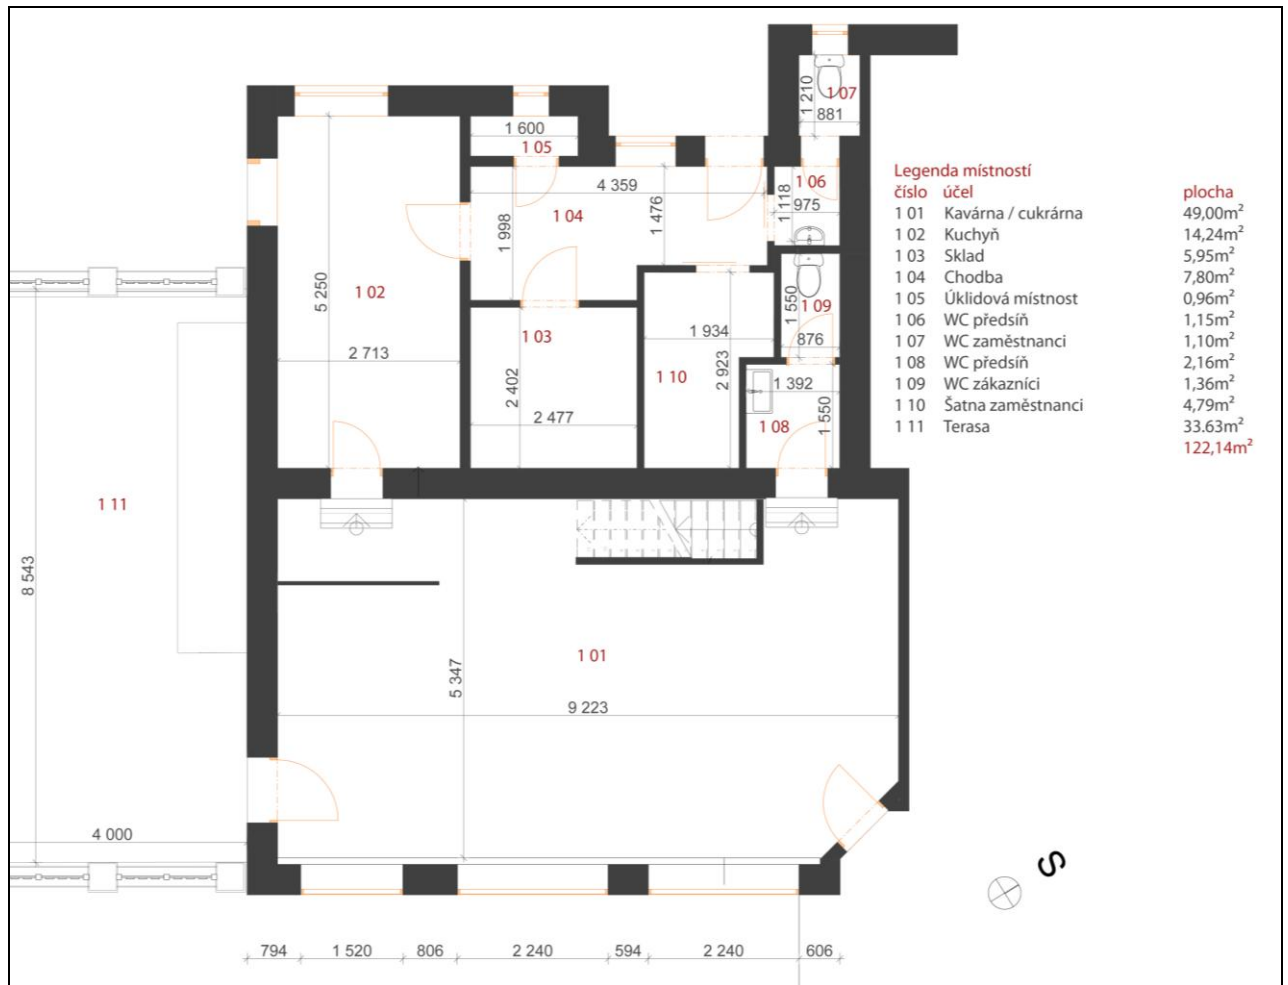 1 210
1 07
881
1 600
1 05
Legenda místností
číslo účel plocha
1 01 Kavárna / cukrárna 49,00m²
1 02 Kuchyň 14,24m²
1 03 Sklad 5,95m²
1 04 Chodba 7,80m²
1 05 Úklidová místnost 0,96m²
1 06 WC předsíň 1,15m²
1 07 WC zaměstnanci 1,10m²
1 08 WC předsíň 2,16m²
1 09 WC zákazníci 1,36m²
1 10 Šatna zaměstnanci 4,79m²
1 11 Terasa 33.63m²
122,14m²
4 359
1 06
1 118
975
1 04
1 998
1 476
5 250
1 02
1 550
1 09
1 03
1 934
876
2 713
1 10
2 923
2 402
1 392
2 477
1 08
1 550
1 11
8 543
1 01
5 347
9 223
4 000
S
794 1 520 806 2 240 594 2 240 606